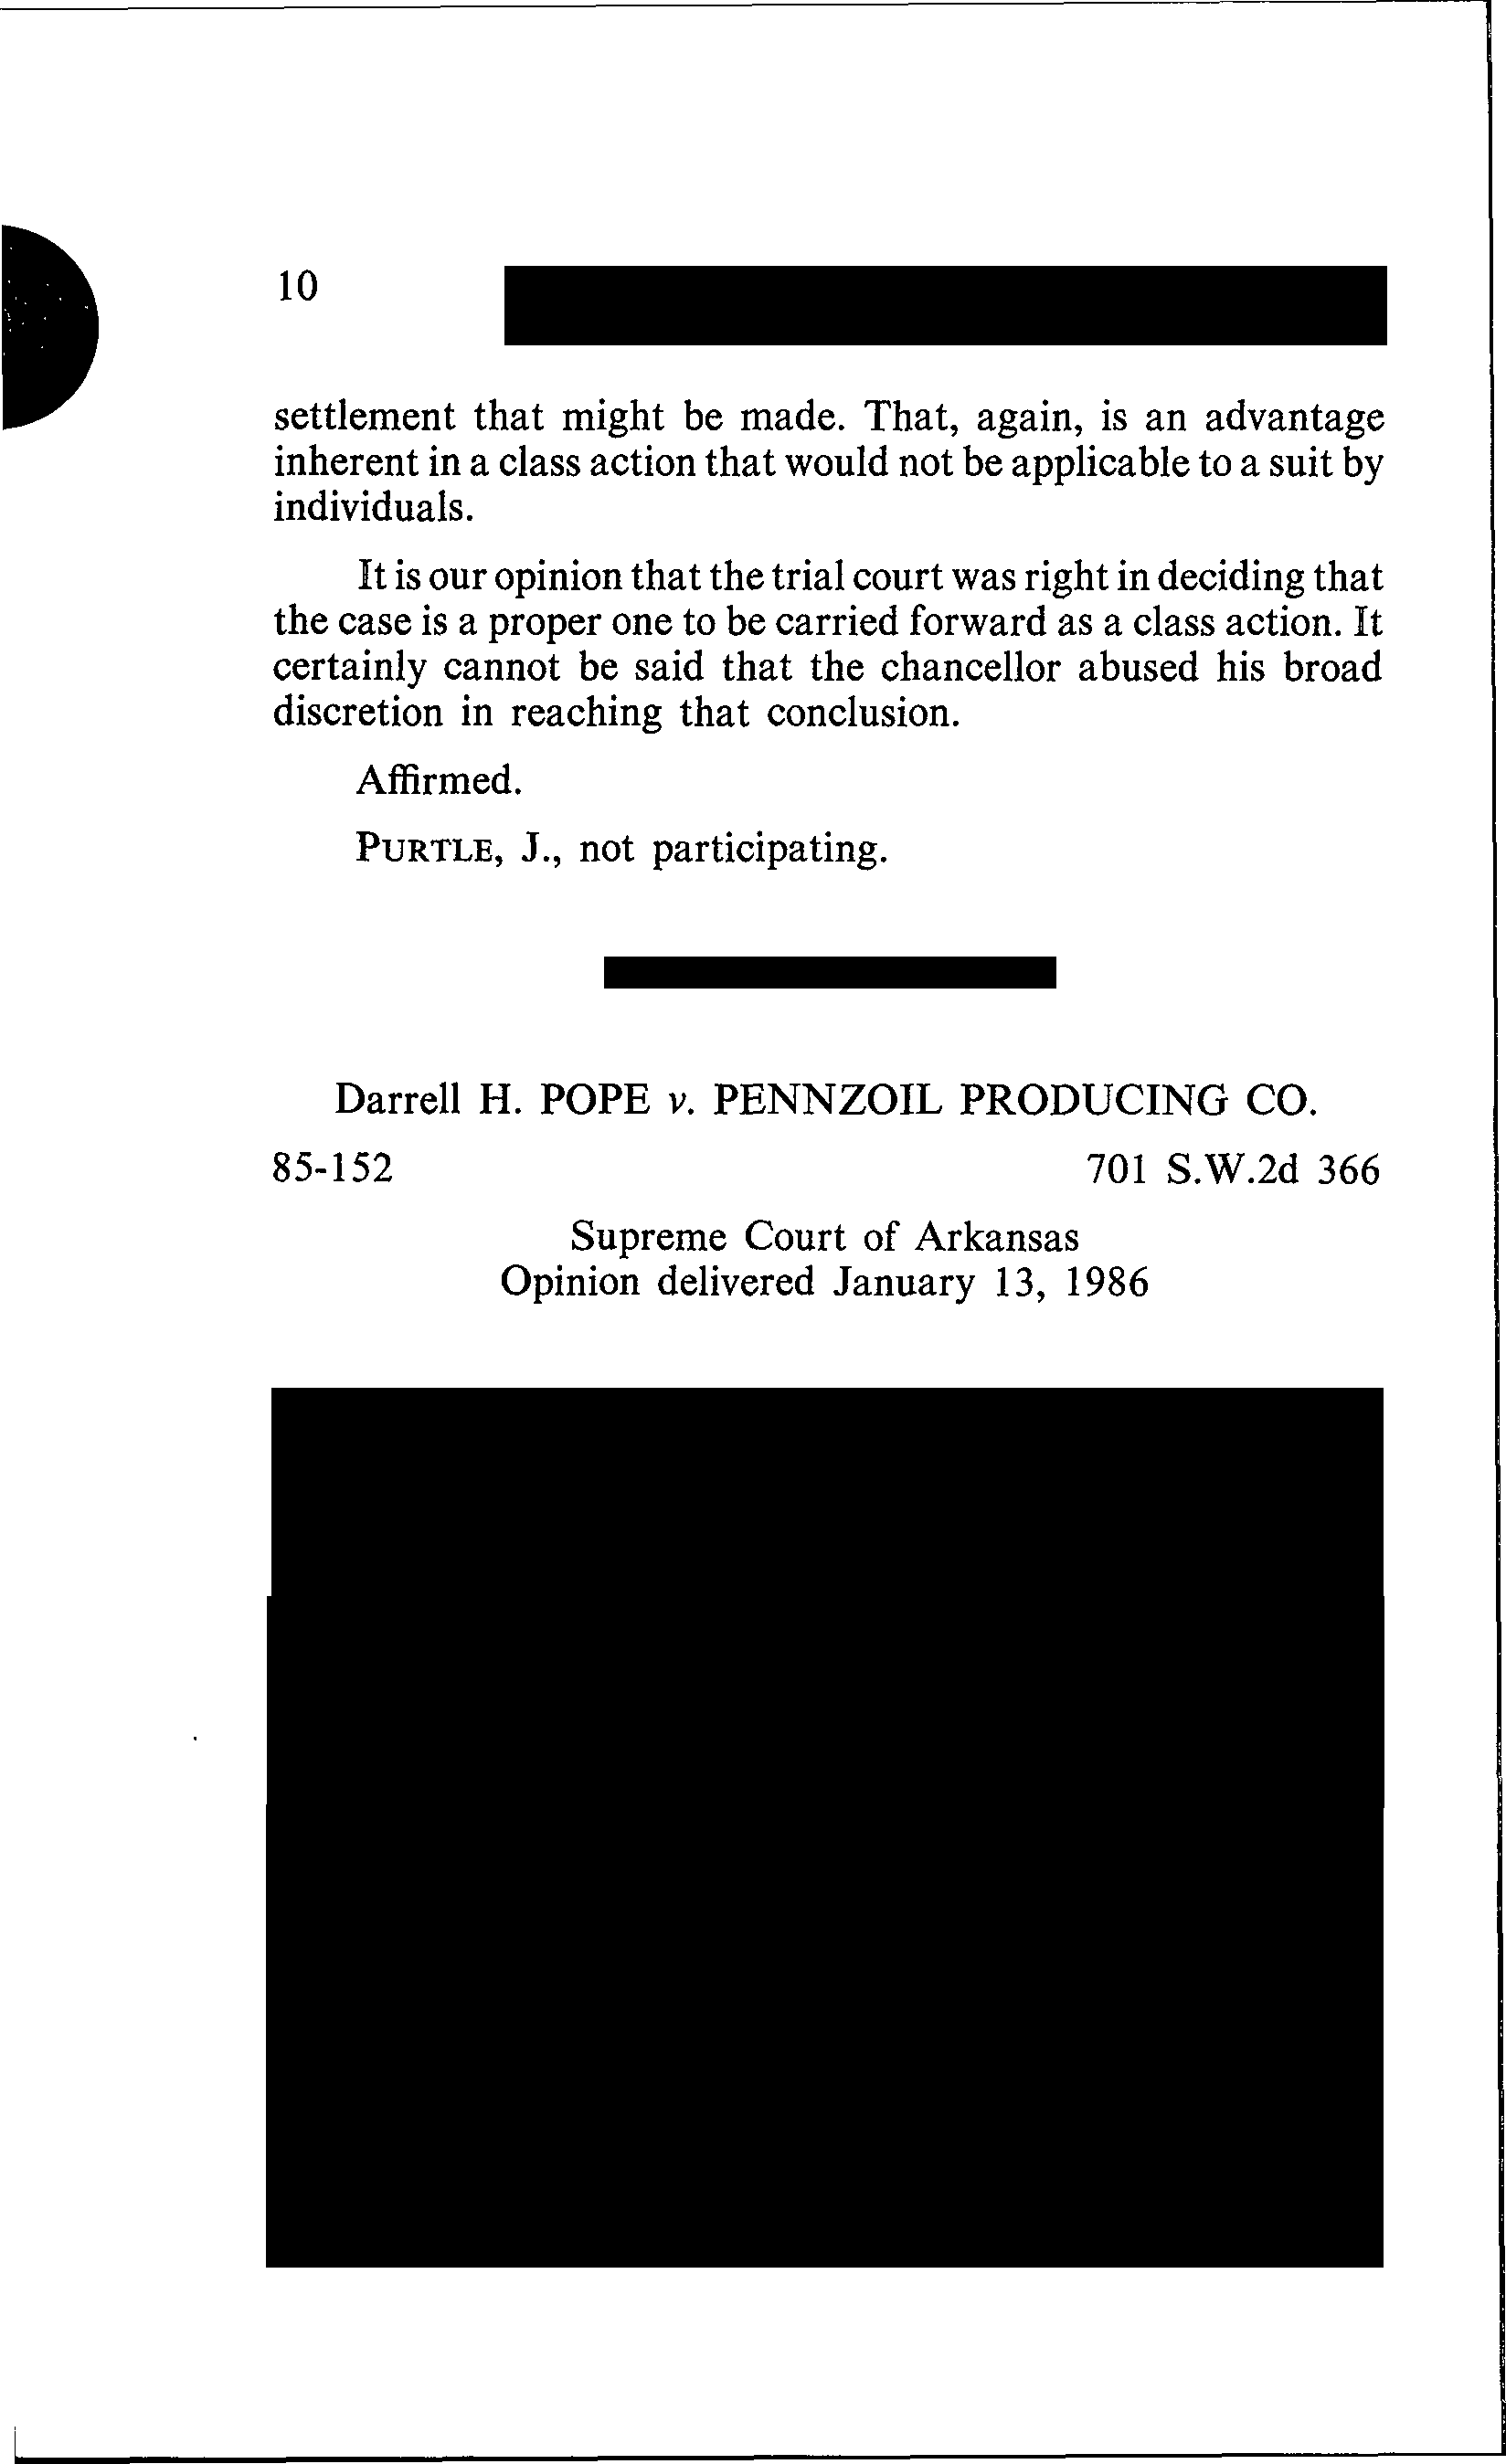 10
settlement that might be made. That, again, is an advantage
inherent in a class action that would not be applicable to a suit by
individuals.
It is our opinion that the trial court was right in deciding that
the case is a proper one to be carried forward as a class action. It
certainly cannot be said that the chancellor abused his broad
discretion in reaching that conclusion.
Affirmed.
PURTLE, J., not participating.
Darrell H. POPE v. PENNZOIL PRODUCING CO.
85-152 701 S.W.2d 366
Supreme Court of Arkansas
Opinion delivered January 13, 1986